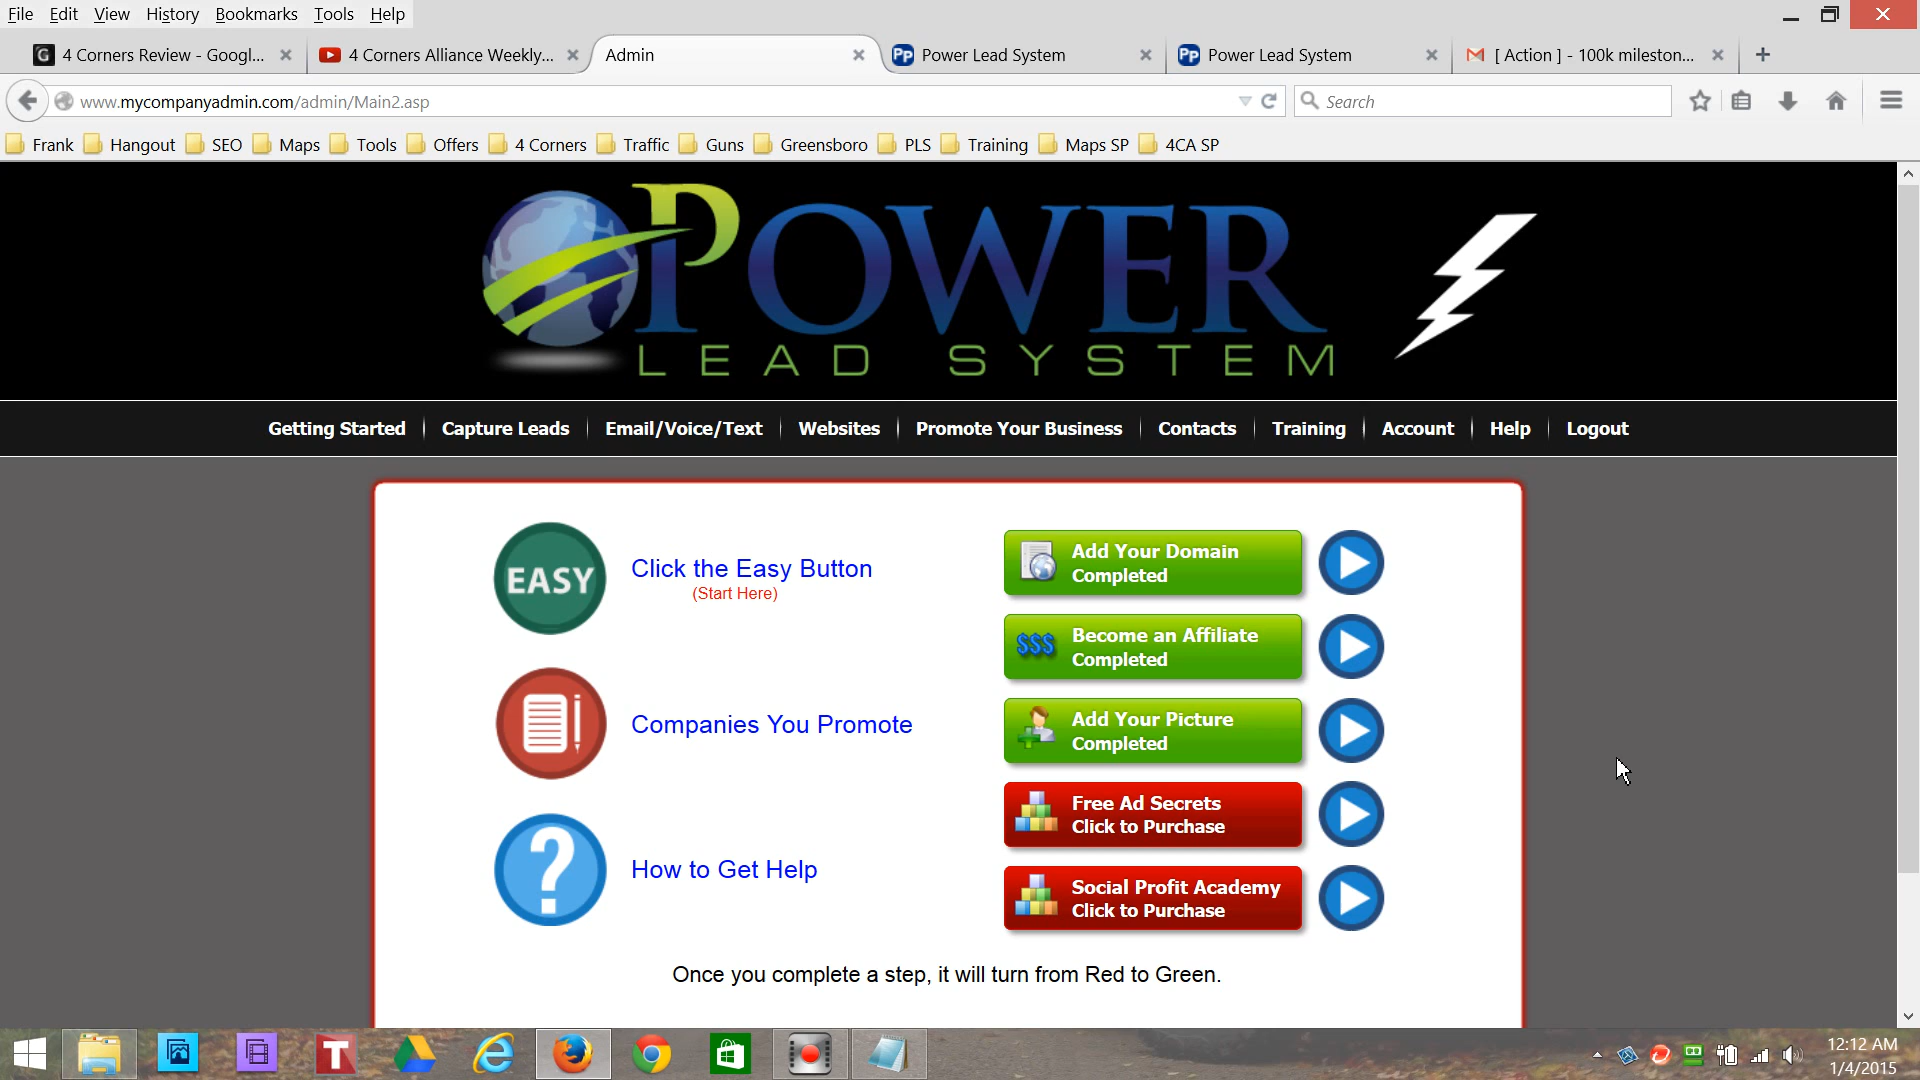 File Edit View History Bookmarks Tools Help
4 Corners Review - Googl...
4 Corners Alliance Weekly...
Admin
Power Lead System
Power Lead System
[ Action ] - 100k mileston...
www.mycompanyadmin.com/admin/Main2.asp
Search
Frank Hangout SEO Maps Tools Offers 4 Corners Traffic Guns Greensboro PLS Training Maps SP 4CA SP
POWER
LEAD SYSTEM
Getting Started Capture Leads Email/Voice/Text Websites Promote Your Business Contacts Training Account Help Logout
EASY
Click the Easy Button
(Start Here)
Companies You Promote
?
How to Get Help
Add Your Domain
Completed
$$$
Become an Affiliate
Completed
Add Your Picture
Completed
Free Ad Secrets
Click to Purchase
Social Profit Academy
Click to Purchase
Once you complete a step, it will turn from Red to Green.
12:12 AM
1/4/2015